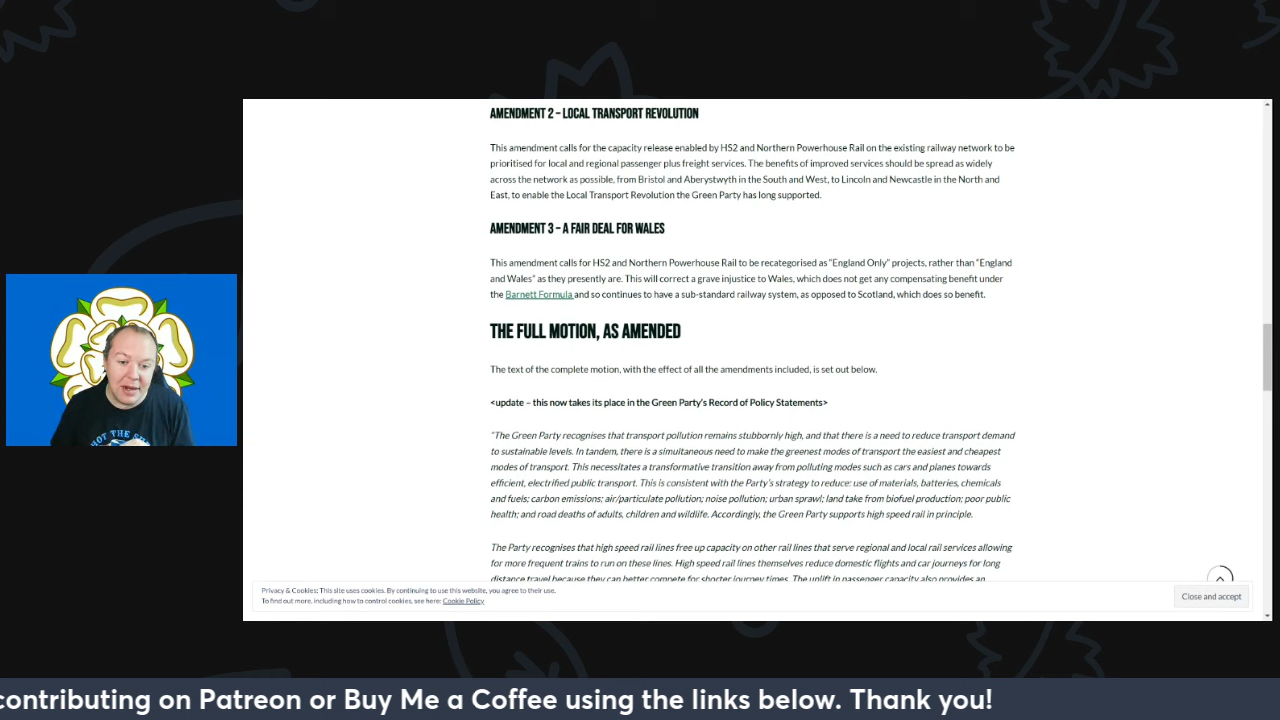 AMENDMENT 2 – LOCAL TRANSPORT REVOLUTION
This amendment calls for the capacity release enabled by HS2 and Northern Powerhouse Rail on the existing railway network to be
prioritised for local and regional passenger plus freight services. The benefits of improved services should be spread as widely
across the network as possible, from Bristol and Aberystwyth in the South and West, to Lincoln and Newcastle in the North and
East, to enable the Local Transport Revolution the Green Party has long supported.
AMENDMENT 3 – A FAIR DEAL FOR WALES
This amendment calls for HS2 and Northern Powerhouse Rail to be recategorised as “England Only” projects, rather than “England
and Wales” as they presently are. This will correct a grave injustice to Wales, which does not get any compensating benefit under
the Barnett Formula and so continues to have a sub-standard railway system, as opposed to Scotland, which does so benefit.
THE FULL MOTION, AS AMENDED
The text of the complete motion, with the effect of all the amendments included, is set out below.
<update – this now takes its place in the Green Party’s Record of Policy Statements>
“The Green Party recognises that transport pollution remains stubbornly high, and that there is a need to reduce transport demand
to sustainable levels. In tandem, there is a simultaneous need to make the greenest modes of transport the easiest and cheapest
modes of transport. This necessitates a transformative transition away from polluting modes such as cars and planes towards
efficient, electrified public transport. This is consistent with the Party’s strategy to reduce: use of materials, batteries, chemicals
and fuels; carbon emissions; air/particulate pollution; noise pollution; urban sprawl; land take from biofuel production; poor public
health; and road deaths of adults, children and wildlife. Accordingly, the Green Party supports high speed rail in principle.
The Party recognises that high speed rail lines free up capacity on other rail lines that serve regional and local rail services allowing
for more frequent trains to run on these lines. High speed rail lines themselves reduce domestic flights and car journeys for long
distance travel because they can better compete for shorter journey times. The uplift in passenger capacity also provides an
Privacy & Cookies: This site uses cookies. By continuing to use this website, you agree to their use.
To find out more, including how to control cookies, see here: Cookie Policy
Close and accept
contributing on Patreon or Buy Me a Coffee using the links below. Thank you!